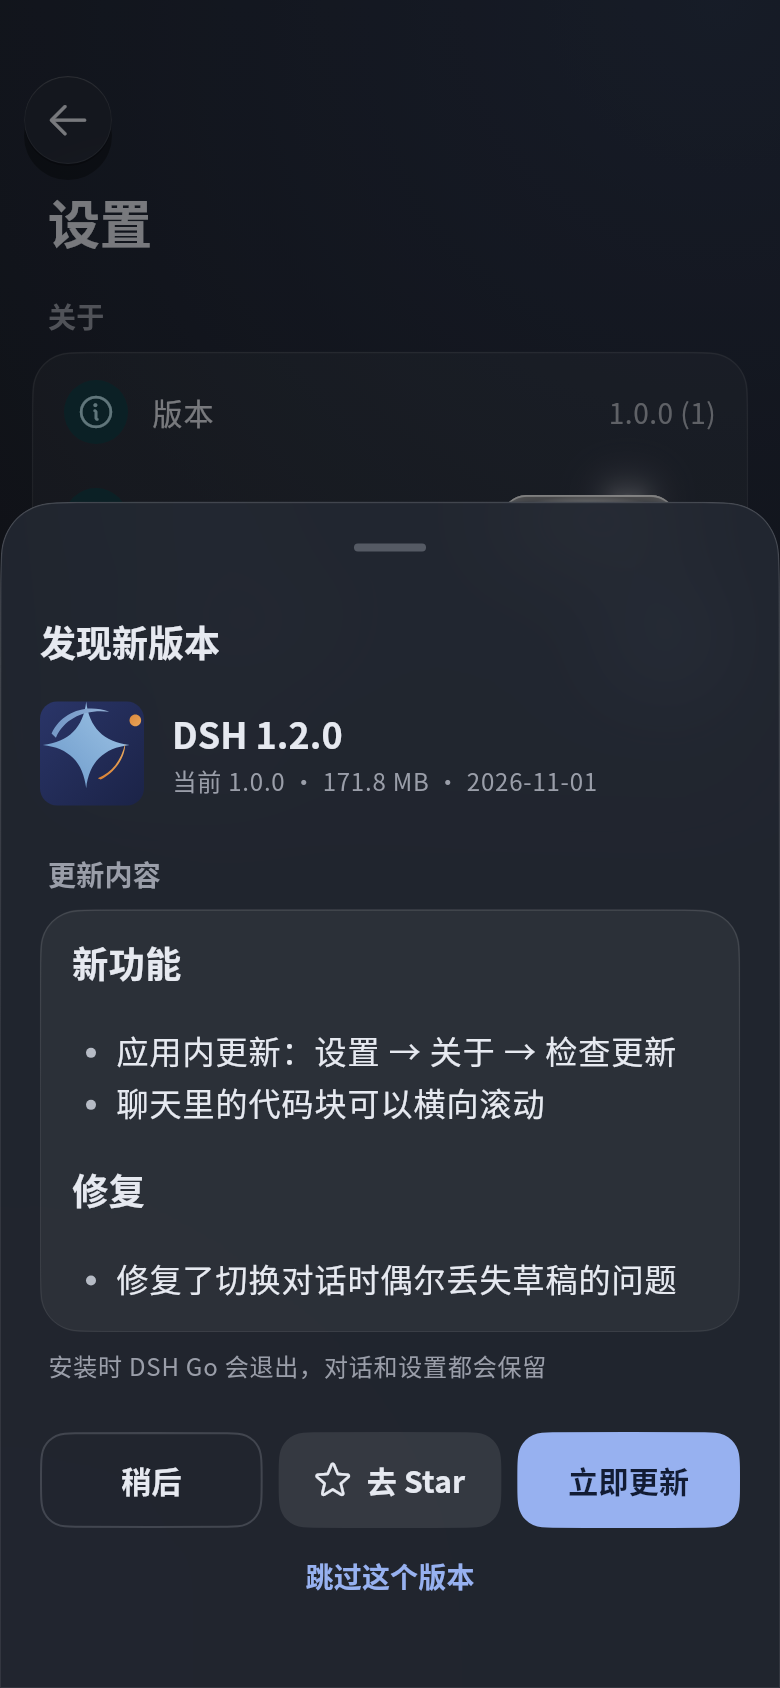 设置
关于
版本 1.0.0 (1)
发现新版本
DSH 1.2.0
当前 1.0.0 • 171.8 MB • 2026-11-01
更新内容
新功能
• 应用内更新：设置 → 关于 → 检查更新
• 聊天里的代码块可以横向滚动
修复
• 修复了切换对话时偶尔丢失草稿的问题
安装时 DSH Go 会退出，对话和设置都会保留
稍后 去 Star 立即更新
跳过这个版本